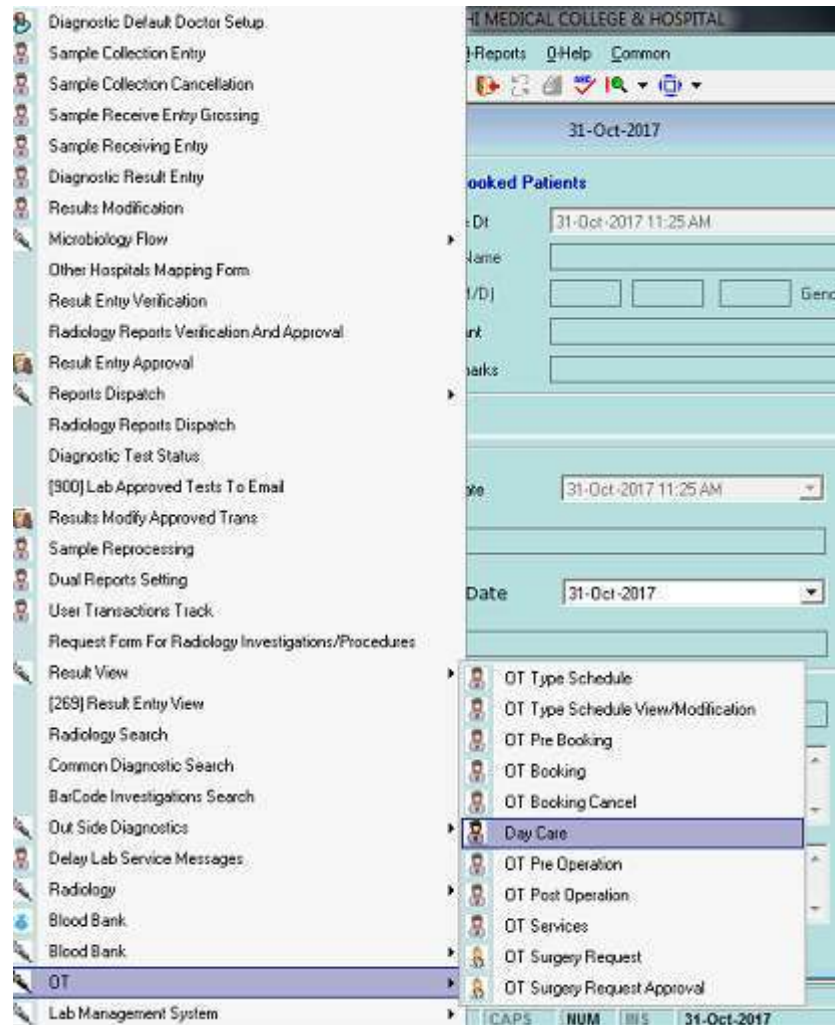 Diagnostic Default Doctor Setup
Sample Collection Entry
Sample Collection Cancellation
Sample Receive Entry Grossing
Sample Receiving Entry
Diagnostic Result Entry
Results Modification
Microbiology Flow
Other Hospitals Mapping Form
Result Entry Verification
Radiology Reports Verification And Approval
Result Entry Approval
Reports Dispatch
Radiology Reports Dispatch
Diagnostic Test Status
[900] Lab Approved Tests To Email
Results Modify Approved Trans
Sample Reprocessing
Dual Reports Setting
User Transactions Track
Request Form For Radiology Investigations/Procedures
Result View
[269] Result Entry View
Radiology Search
Common Diagnostic Search
BarCode Investigations Search
Out Side Diagnostics
Delay Lab Service Messages
Radiology
Blood Bank
Blood Bank
OT
Lab Management System
HI MEDICAL COLLEGE & HOSPITAL
-Reports 0-Help Common
31-Oct-2017
ooked Patients
Dt 31-Oct-2017 11:25 AM
Name
/D) Gend
nt
marks
ate 31-Oct-2017 11:25 AM
Date 31-Oct-2017
OT Type Schedule
OT Type Schedule View/Modification
OT Pre Booking
OT Booking
OT Booking Cancel
Day Care
OT Pre Operation
OT Post Operation
OT Services
OT Surgery Request
OT Surgery Request Approval
CAPS NUM INS 31-Oct-2017